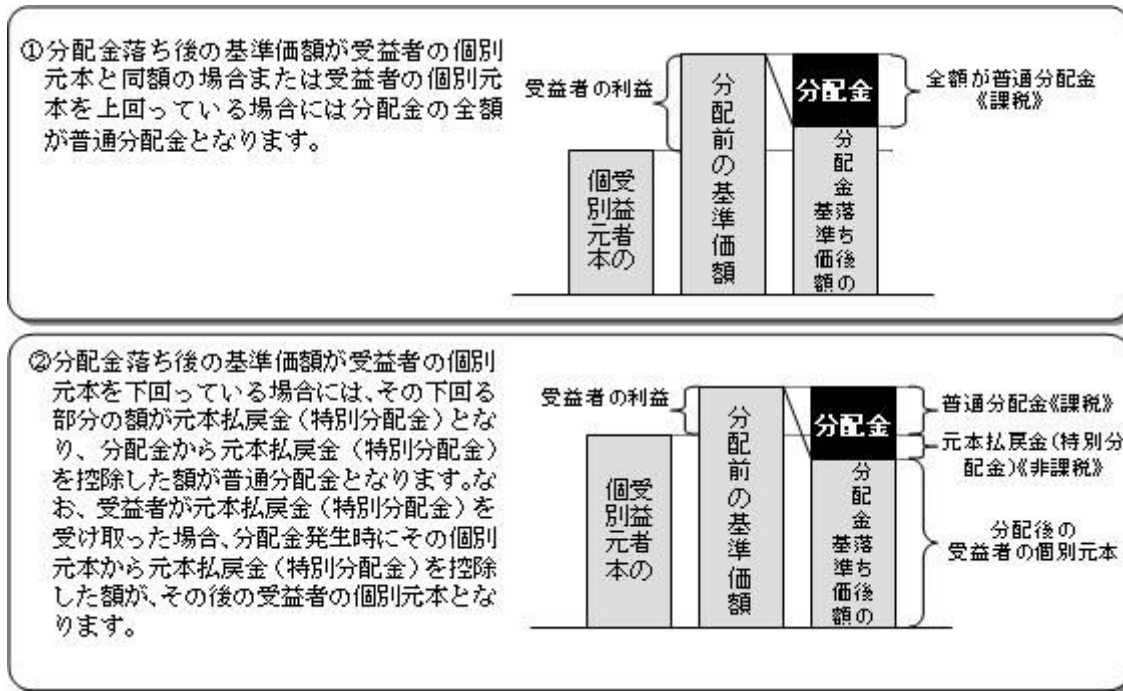 ①分配金落ち後の基準価額が受益者の個別
元本と同額の場合または受益者の個別元
本を上回っている場合には分配金の全額
が普通分配金となります。
受益者の利益
受益者の
個別元本
分配前の基準価額
分配金
分配金落ち後の
基準価額
全額が普通分配金
《課税》
②分配金落ち後の基準価額が受益者の個別
元本を下回っている場合には、その下回る
部分の額が元本払戻金（特別分配金）とな
り、分配金から元本払戻金（特別分配金）
を控除した額が普通分配金となります。な
お、受益者が元本払戻金（特別分配金）を
受け取った場合、分配金発生時にその個別
元本から元本払戻金（特別分配金）を控除
した額が、その後の受益者の個別元本とな
ります。
受益者の利益
受益者の
個別元本
分配前の基準価額
分配金
分配金落ち後の
基準価額
普通分配金《課税》
元本払戻金（特別分
配金）《非課税》
分配後の
受益者の個別元本